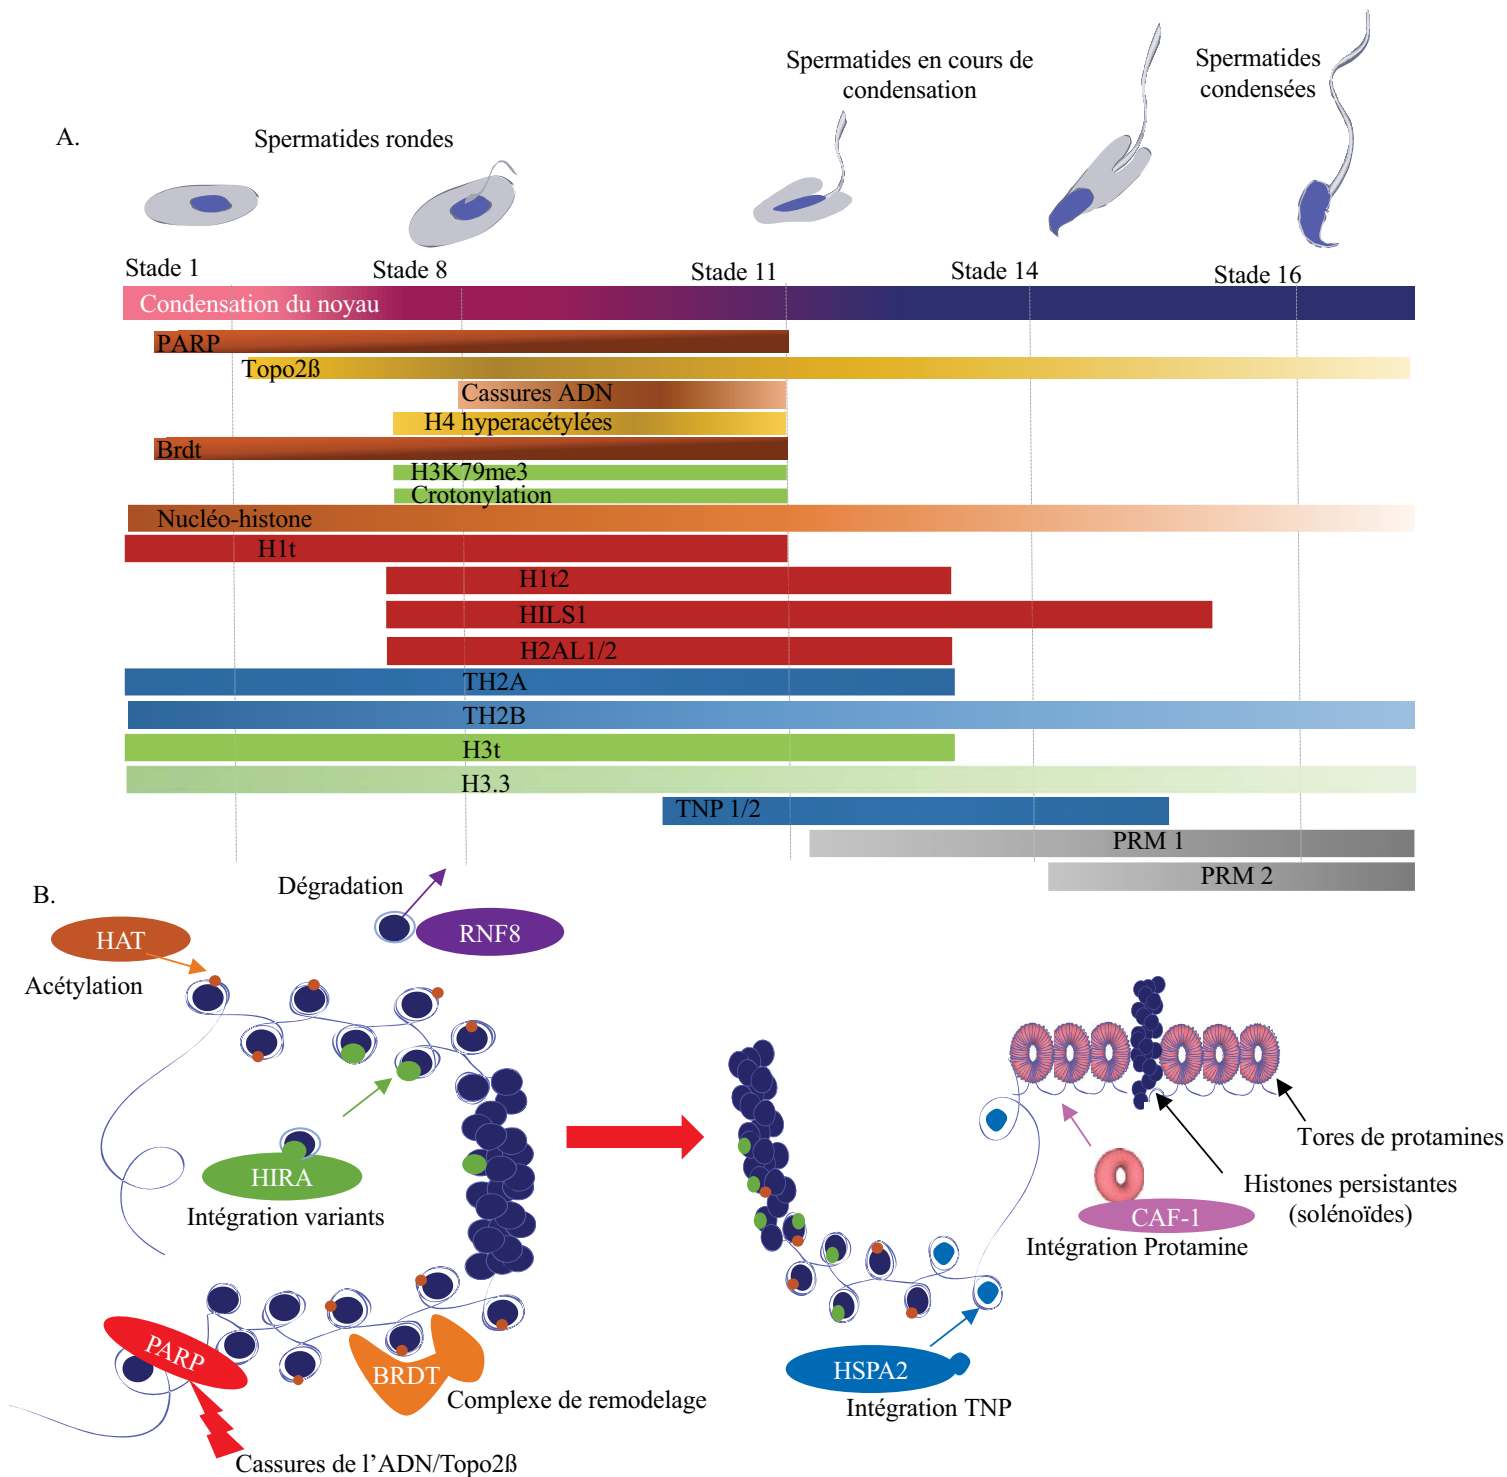 A.
Spermatides rondes
Spermatides en cours de
condensation
Spermatides
condensées
Stade 1
Stade 8
Stade 11
Stade 14
Stade 16
Condensation du noyau
PARP
Topo2ß
Cassures ADN
H4 hyperacétylées
Brdt
H3K79me3
Crotonylation
Nucléo-histone
H1t
H1t2
HILS1
H2AL1/2
TH2A
TH2B
H3t
H3.3
TNP 1/2
PRM 1
PRM 2
B.
Dégradation
HAT
RNF8
Acétylation
HIRA
Intégration variants
Tores de protamines
Histones persistantes
(solénoïdes)
CAF-1
Intégration Protamine
PARP
BRDT
Complexe de remodelage
HSPA2
Intégration TNP
Cassures de l'ADN/Topo2ß